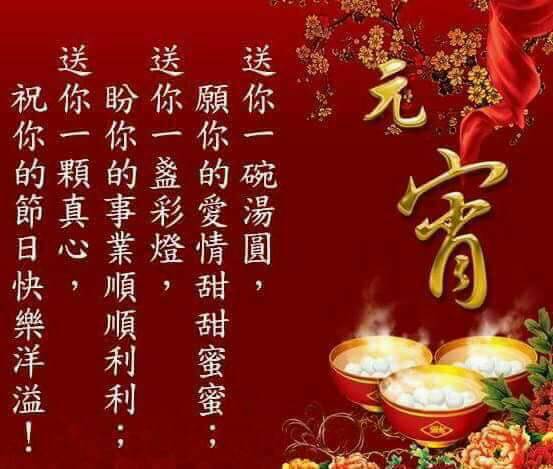 元宵
送你一碗湯圓，
願你的愛情甜甜蜜蜜；
送你一盞彩燈，
盼你的事業順順利利；
送你一顆真心，
祝你的節日快樂洋溢！